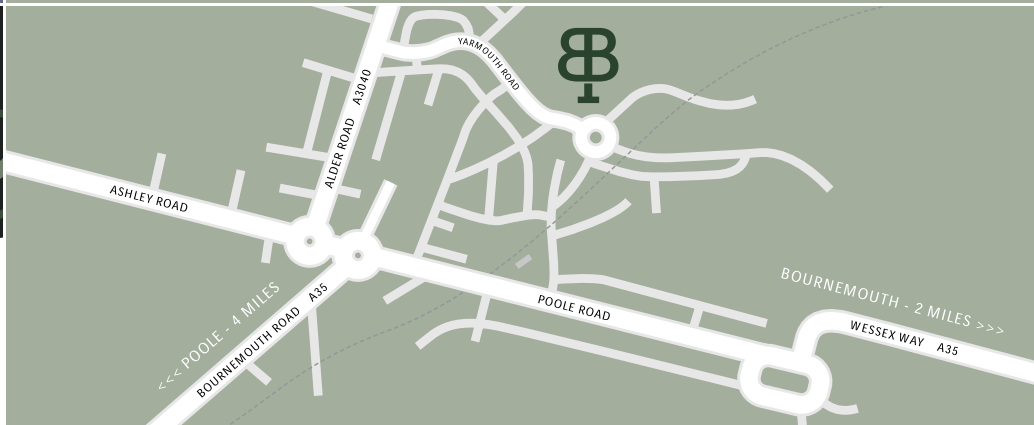 YARMOUTH ROAD
ALDER ROAD A3040
ASHLEY ROAD
<<< POOLE - 4 MILES
BOURNEMOUTH ROAD A35
POOLE ROAD
BOURNEMOUTH - 2 MILES >>>
WESSEX WAY A35